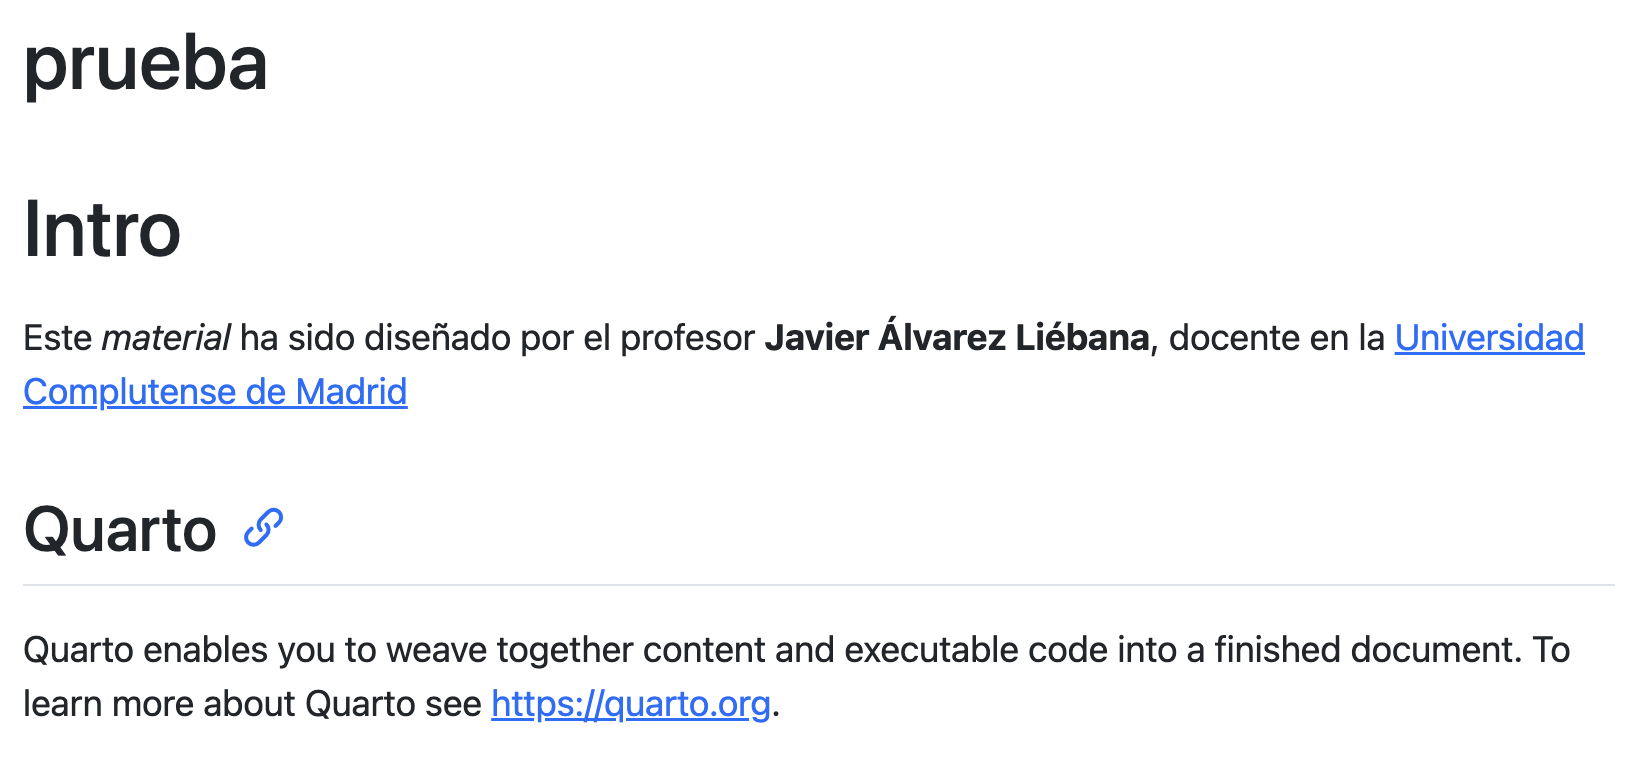 prueba
Intro
Este material ha sido diseñado por el profesor Javier Álvarez Liébana, docente en la Universidad
Complutense de Madrid
Quarto
Quarto enables you to weave together content and executable code into a finished document. To
learn more about Quarto see https://quarto.org.